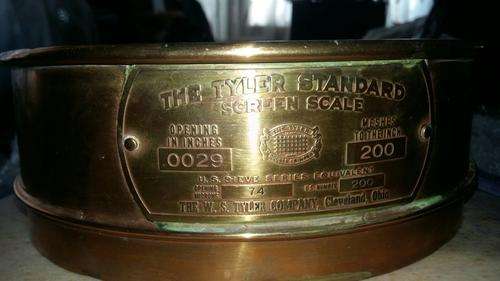 THE TYLER STANDARD
SCREEN SCALE
OPENING
IN INCHES
0029
MESHES
TO THE INCH
200
U.S. SIEVE SERIES EQUIVALENT
OPENING
74
200
THE W. S. TYLER COMPANY, Cleveland, Ohio